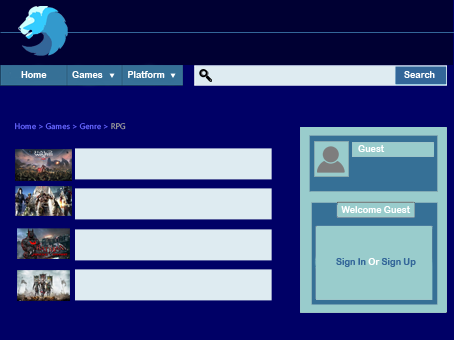 Home Games ▼ Platform ▼ Search
Home > Games > Genre > RPG
Guest
Welcome Guest
Sign In Or Sign Up